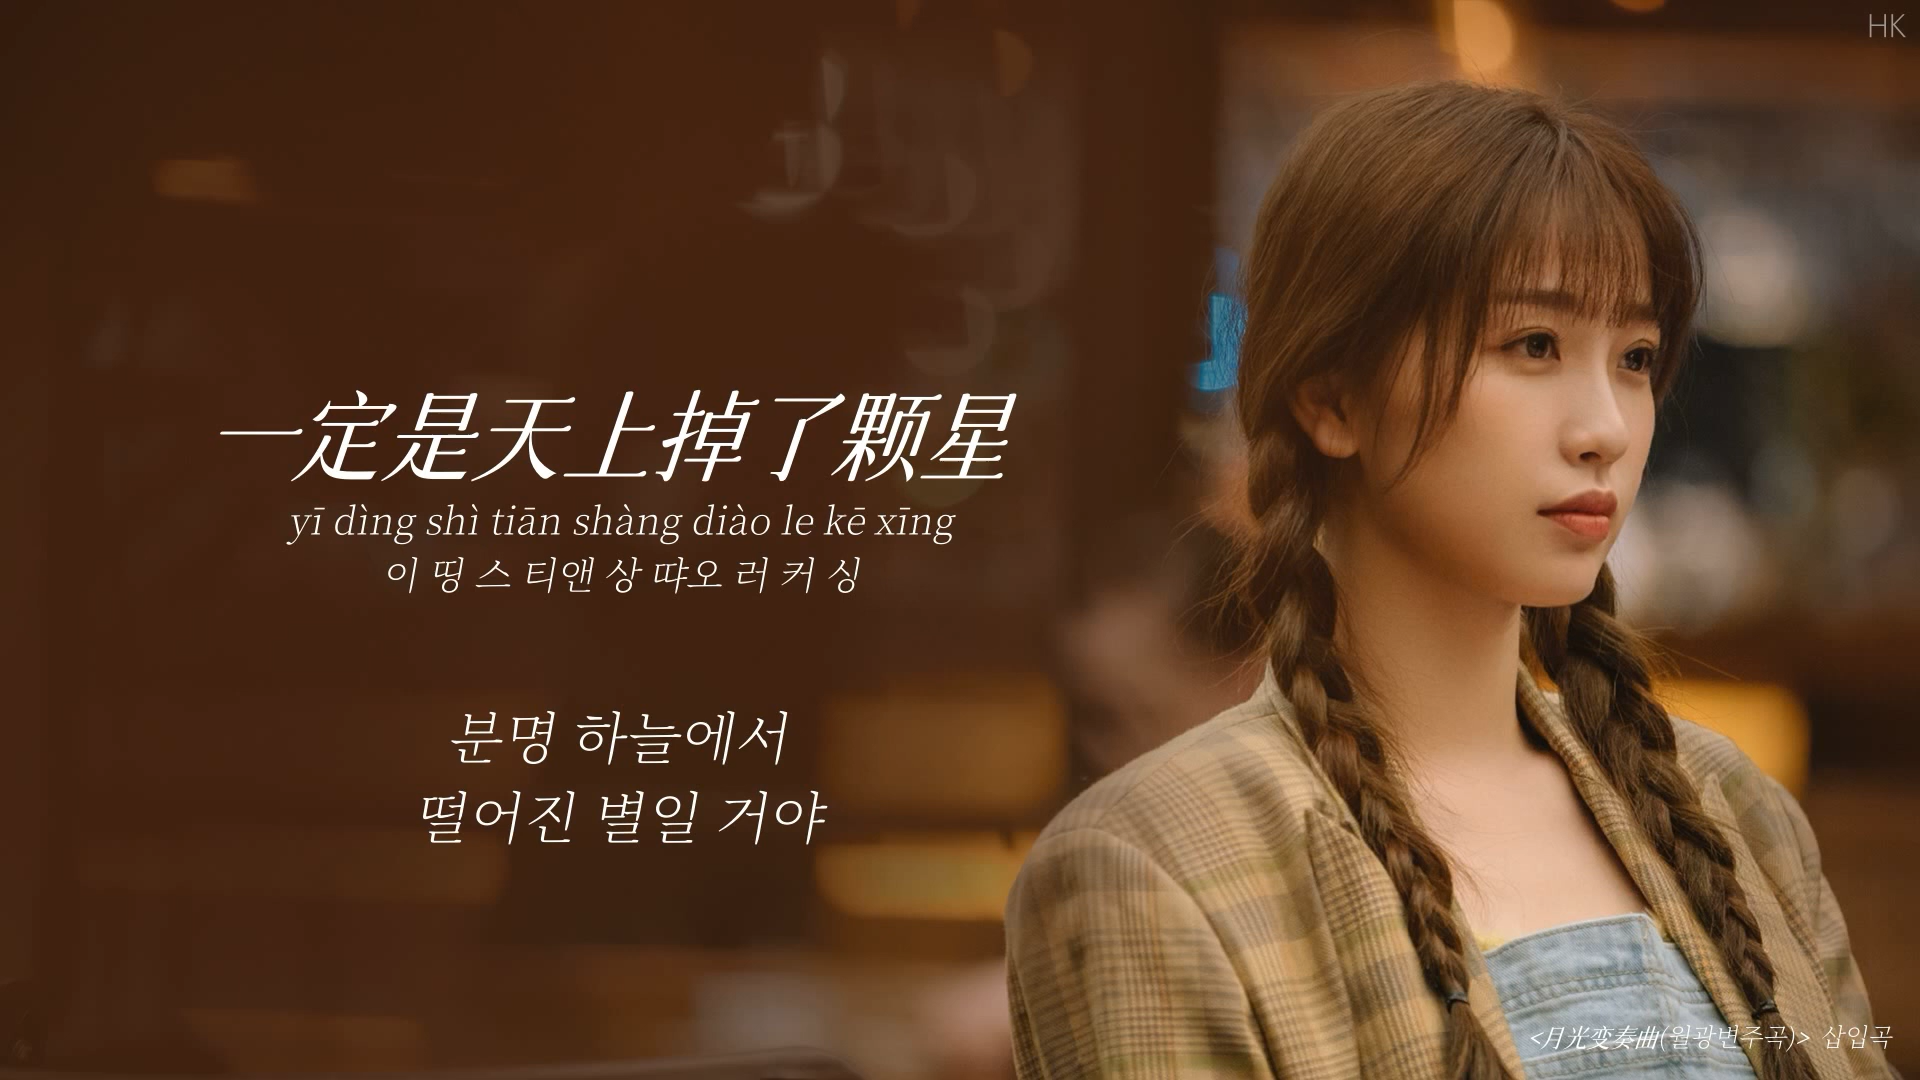 HK
一定是天上掉了颗星
yī dìng shì tiān shàng diào le kē xīng
이 띵 스 티앤 상 땨오 러 커 싱
분명 하늘에서
떨어진 별일 거야
<月光变奏曲(월광변주곡)> 삽입곡